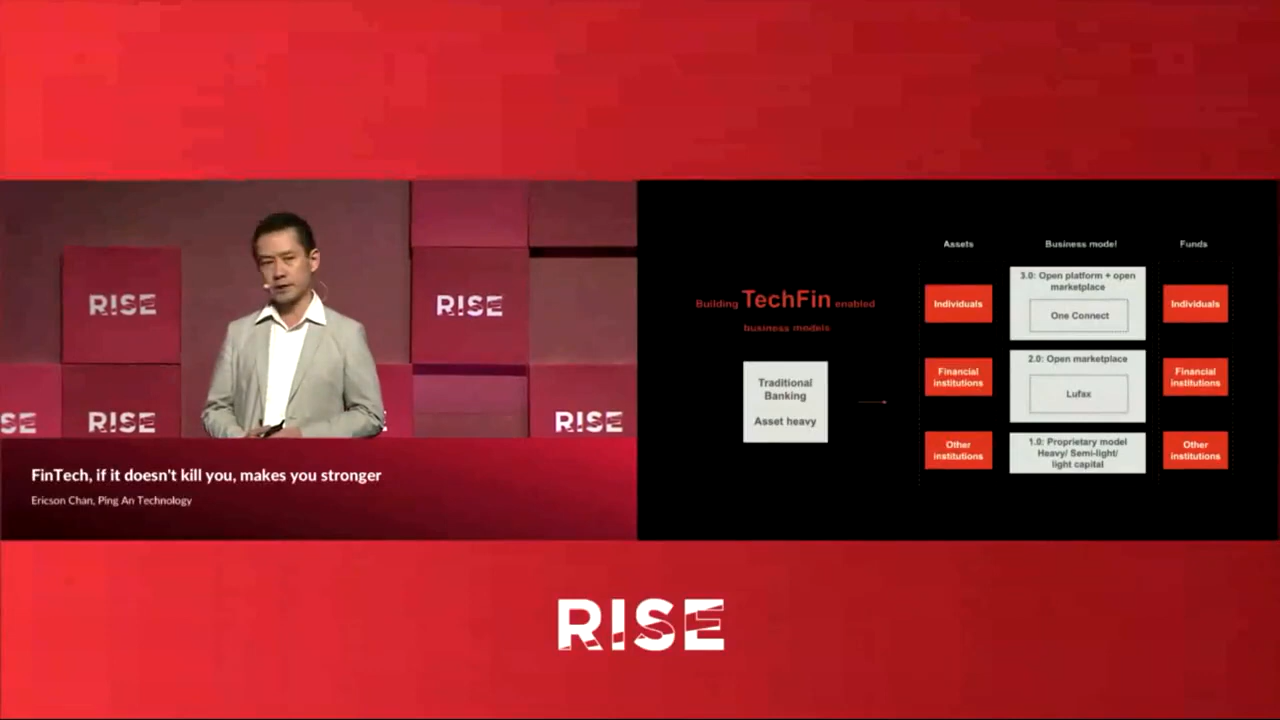 RISE
RISE
SE
RISE
RISE
FinTech, if it doesn't kill you, makes you stronger
Ericson Chan, Ping An Technology
Building TechFin enabled
business models
Traditional
Banking
Asset heavy
Assets
Business model
Funds
Individuals
3.0: Open platform + open
marketplace
One Connect
Individuals
Financial
institutions
2.0: Open marketplace
Lufax
Financial
institutions
Other
institutions
1.0: Proprietary model
Heavy/ Semi-light/
light capital
Other
institutions
RISE